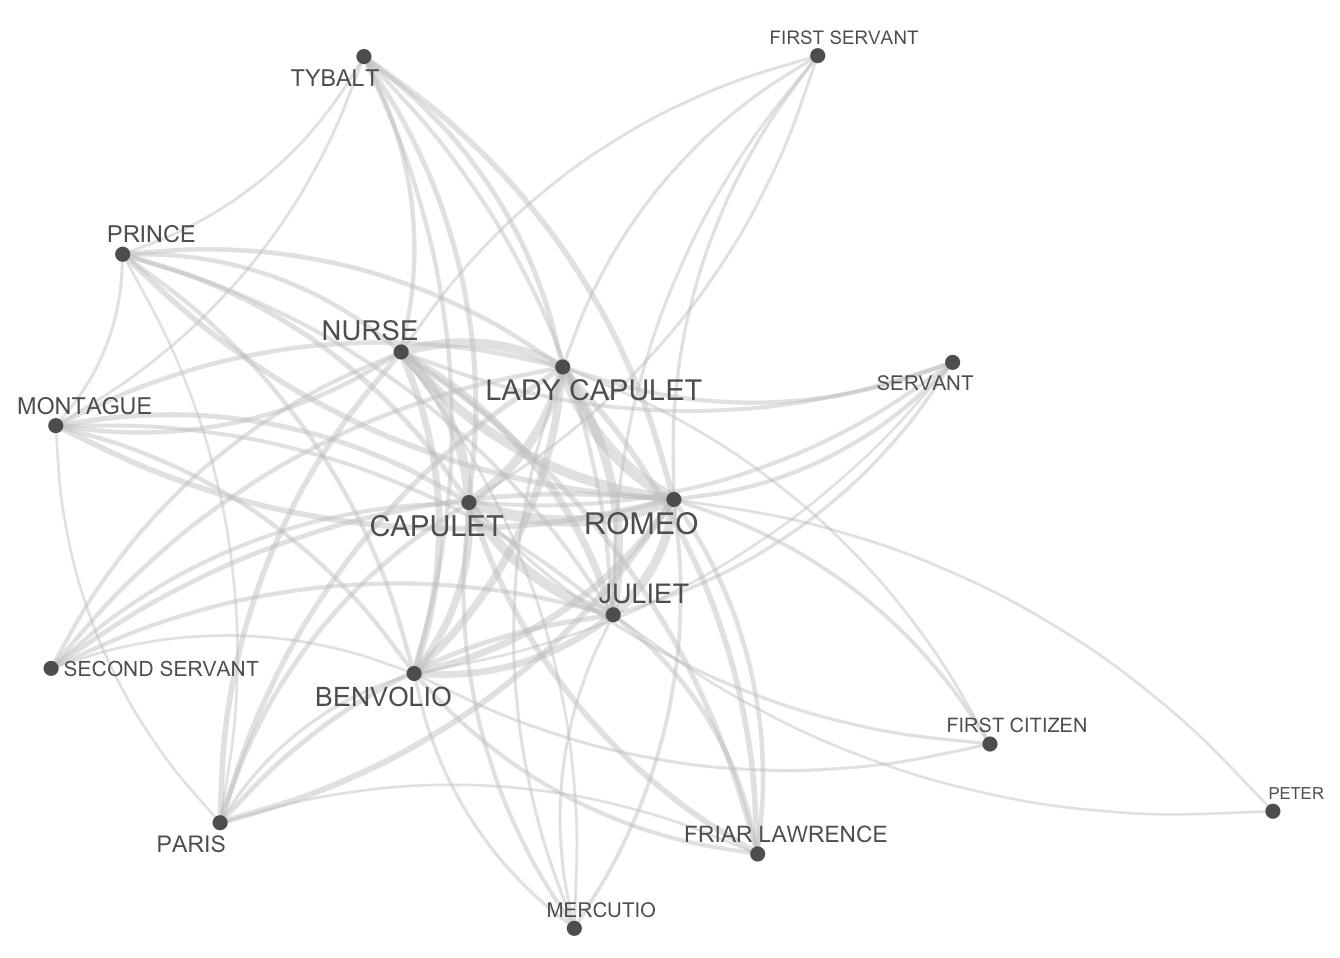 FIRST SERVANT
TYBALT
PRINCE
NURSE
LADY CAPULET
SERVANT
MONTAGUE
CAPULET
ROMEO
JULIET
SECOND SERVANT
BENVOLIO
FIRST CITIZEN
PETER
FRIAR LAWRENCE
PARIS
MERCUTIO